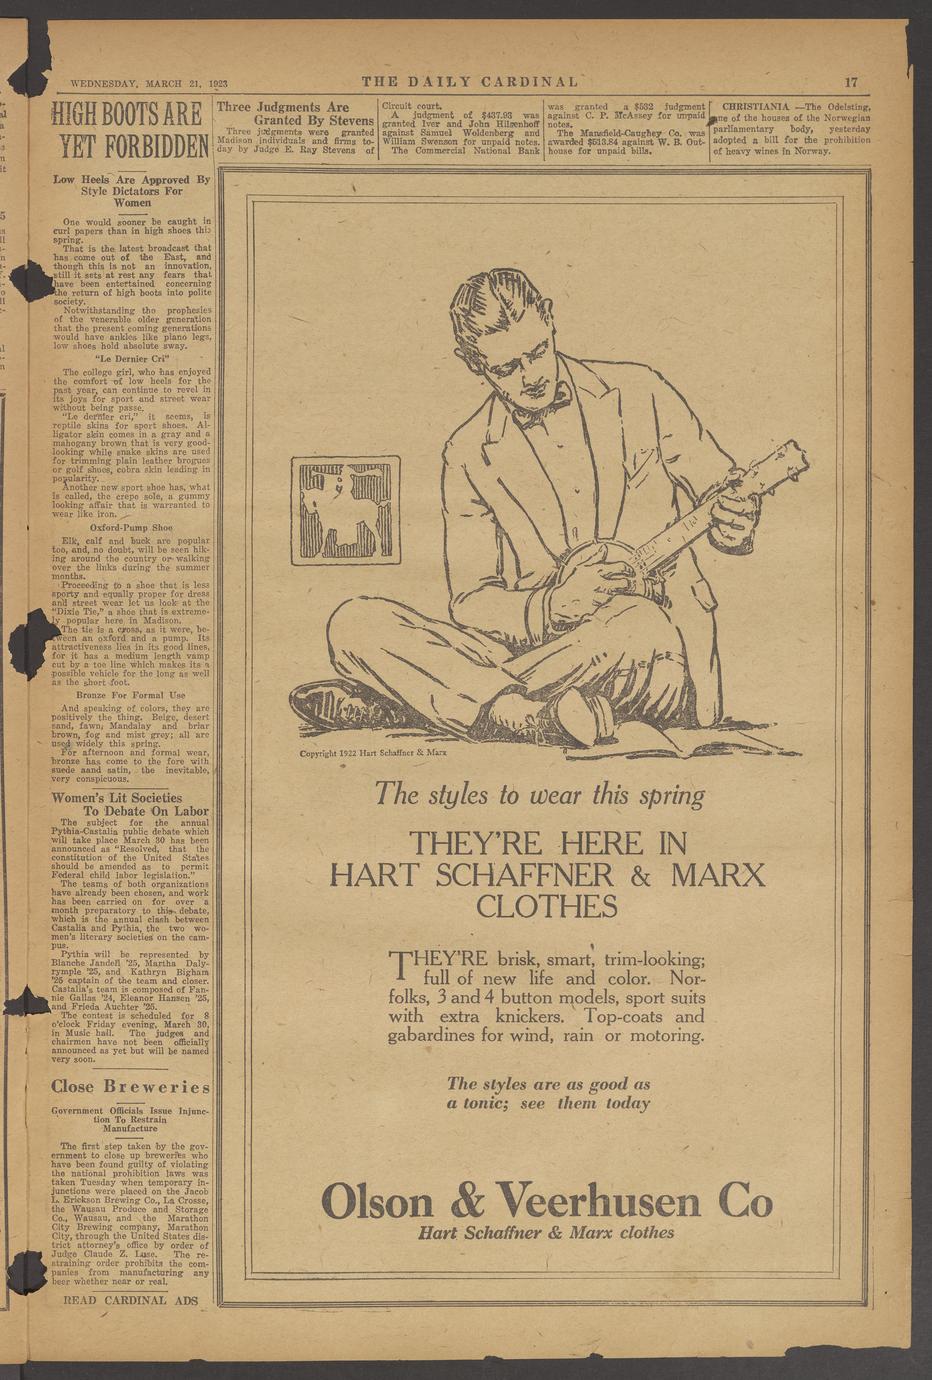 WEDNESDAY, MARCH 21, 1923
THE DAILY CARDINAL
17
HIGH BOOTS ARE
YET FORBIDDEN
Low Heels Are Approved By
Style Dictators For
Women
One would sooner be caught in
curl papers than in high shoes this
spring.
That is the latest broadcast that
has come out of the East, and
though this is not an innovation,
still it sets at rest any fears that
have been entertained concerning
the return of high boots into polite
society.
Notwithstanding the prophesies
of the venerable older generation
that the present coming generations
would have ankles like piano legs,
low shoes hold absolute sway.
"Le Dernier Cri"
The college girl, who has enjoyed
the comfort of low heels for the
past year, can continue to revel in
its joys for sport and street wear
without being passe.
"Le dernier cri," it seems, is
reptile skins for sport shoes. Al-
ligator skin comes in a gray and a
mahogany brown that is very good-
looking while snake skins are used
for trimming plain leather brogues
or golf shoes, cobra skin leading in
popularity.
Another new sport shoe has, what
is called, the crepe sole, a gummy
looking affair that is warranted to
wear like iron.
Oxford-Pump Shoe
Elk, calf and buck are popular
too, and, no doubt, will be seen hik-
ing around the country or walking
over the links during the summer
months.
Proceeding to a shoe that is less
sporty and equally proper for dress
and street wear let us look at the
"Dixie Tie," a shoe that is extreme-
ly popular here in Madison.
The tie is a cross, as it were, be-
tween an oxford and a pump. Its
attractiveness lies in its good lines,
for it has a medium length vamp
cut by a toe line which makes its a
possible vehicle for the long as well
as the short foot.
Bronze For Formal Use
And speaking of colors, they are
positively the thing. Beige, desert
sand, fawn, Mandalay and briar
brown, fog and mist grey; all are
used widely this spring.
For afternoon and formal wear,
bronze has come to the fore with
suede aand satin, the inevitable,
very conspicuous.
Women's Lit Societies
To Debate On Labor
The subject for the annual
Pythia-Castalia public debate which
will take place March 30 has been
announced as "Resolved, that the
constitution of the United States
should be amended as to permit
Federal child labor legislation."
The teams of both organizations
have already been chosen, and work
has been carried on for over a
month preparatory to this debate,
which is the annual clash between
Castalia and Pythia, the two wo-
men's literary societies on the cam-
pus.
Pythia will be represented by
Blanche Jandell '25, Martha Daly-
rymple '25, and Kathryn Bigham
'25 captain of the team and closer.
Castalia's team is composed of Fan-
nie Gallas '24, Eleanor Hansen '25,
and Frieda Auchter '25.
The contest is scheduled for 8
o'clock Friday evening, March 30,
in Music hall. The judges and
chairmen have not been officially
announced as yet but will be named
very soon.
Close Breweries
Government Officials Issue Injunc-
tion To Restrain
Manufacture
The first step taken by the gov-
ernment to close up breweries who
have been found guilty of violating
the national prohibition laws was
taken Tuesday when temporary in-
junctions were placed on the Jacob
L. Erickson Brewing Co., La Crosse,
the Wausau Produce and Storage
Co., Wausau, and the Marathon
City Brewing company, Marathon
City, through the United States dis-
trict attorney's office by order of
Judge Claude Z. Luse. The re-
straining order prohibits the com-
panies from manufacturing any
beer whether near or real.
READ CARDINAL ADS
Three Judgments Are
Granted By Stevens
Three judgments were granted
Madison individuals and firms to-
day by Judge E. Ray Stevens of
Circuit court.
A judgment of $437.93 was
granted Iver and John Hilsenhoff
against Samuel Woldenberg and
William Swenson for unpaid notes.
The Commercial National Bank
was granted a $532 judgment
against C. P. McAssey for unpaid
notes.
The Mansfield-Caughey Co. was
awarded $513.84 against W. B. Out-
house for unpaid bills.
CHRISTIANIA —The Odelsting,
one of the houses of the Norwegian
parliamentary body, yesterday
adopted a bill for the prohibition
of heavy wines in Norway.
Copyright 1922 Hart Schaffner & Marx
The styles to wear this spring
THEY'RE HERE IN
HART SCHAFFNER & MARX
CLOTHES
THEY'RE brisk, smart, trim-looking;
full of new life and color. Nor-
folks, 3 and 4 button models, sport suits
with extra knickers. Top-coats and
gabardines for wind, rain or motoring.
The styles are as good as
a tonic; see them today
Olson & Veerhusen Co
Hart Schaffner & Marx clothes